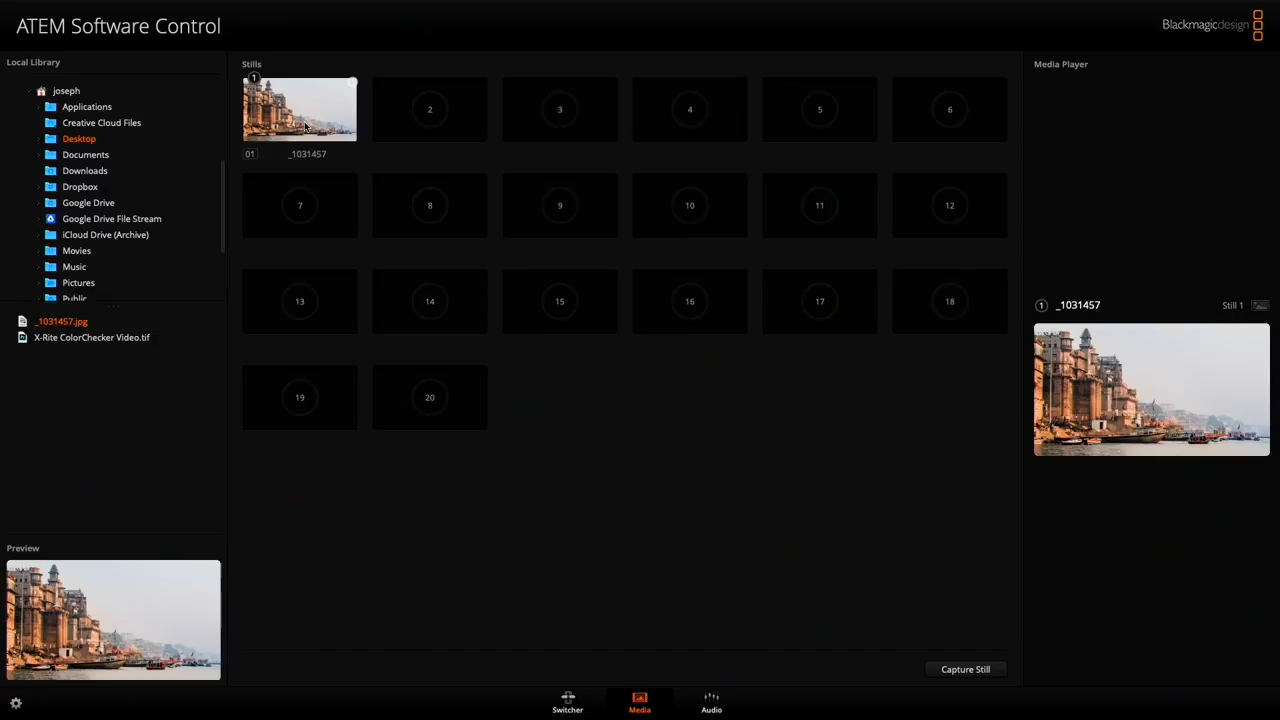 ATEM Software Control
Blackmagicdesign
Local Library
joseph
Applications
Creative Cloud Files
Desktop
Documents
Downloads
Dropbox
Google Drive
Google Drive File Stream
iCloud Drive (Archive)
Movies
Music
Pictures
Public
_1031457.jpg
X-Rite ColorChecker Video.tif
Preview
Stills
1
2
3
4
5
6
01 _1031457
7
8
9
10
11
12
13
14
15
16
17
18
19
20
Capture Still
Media Player
1 _1031457 Still 1
Switcher
Media
Audio